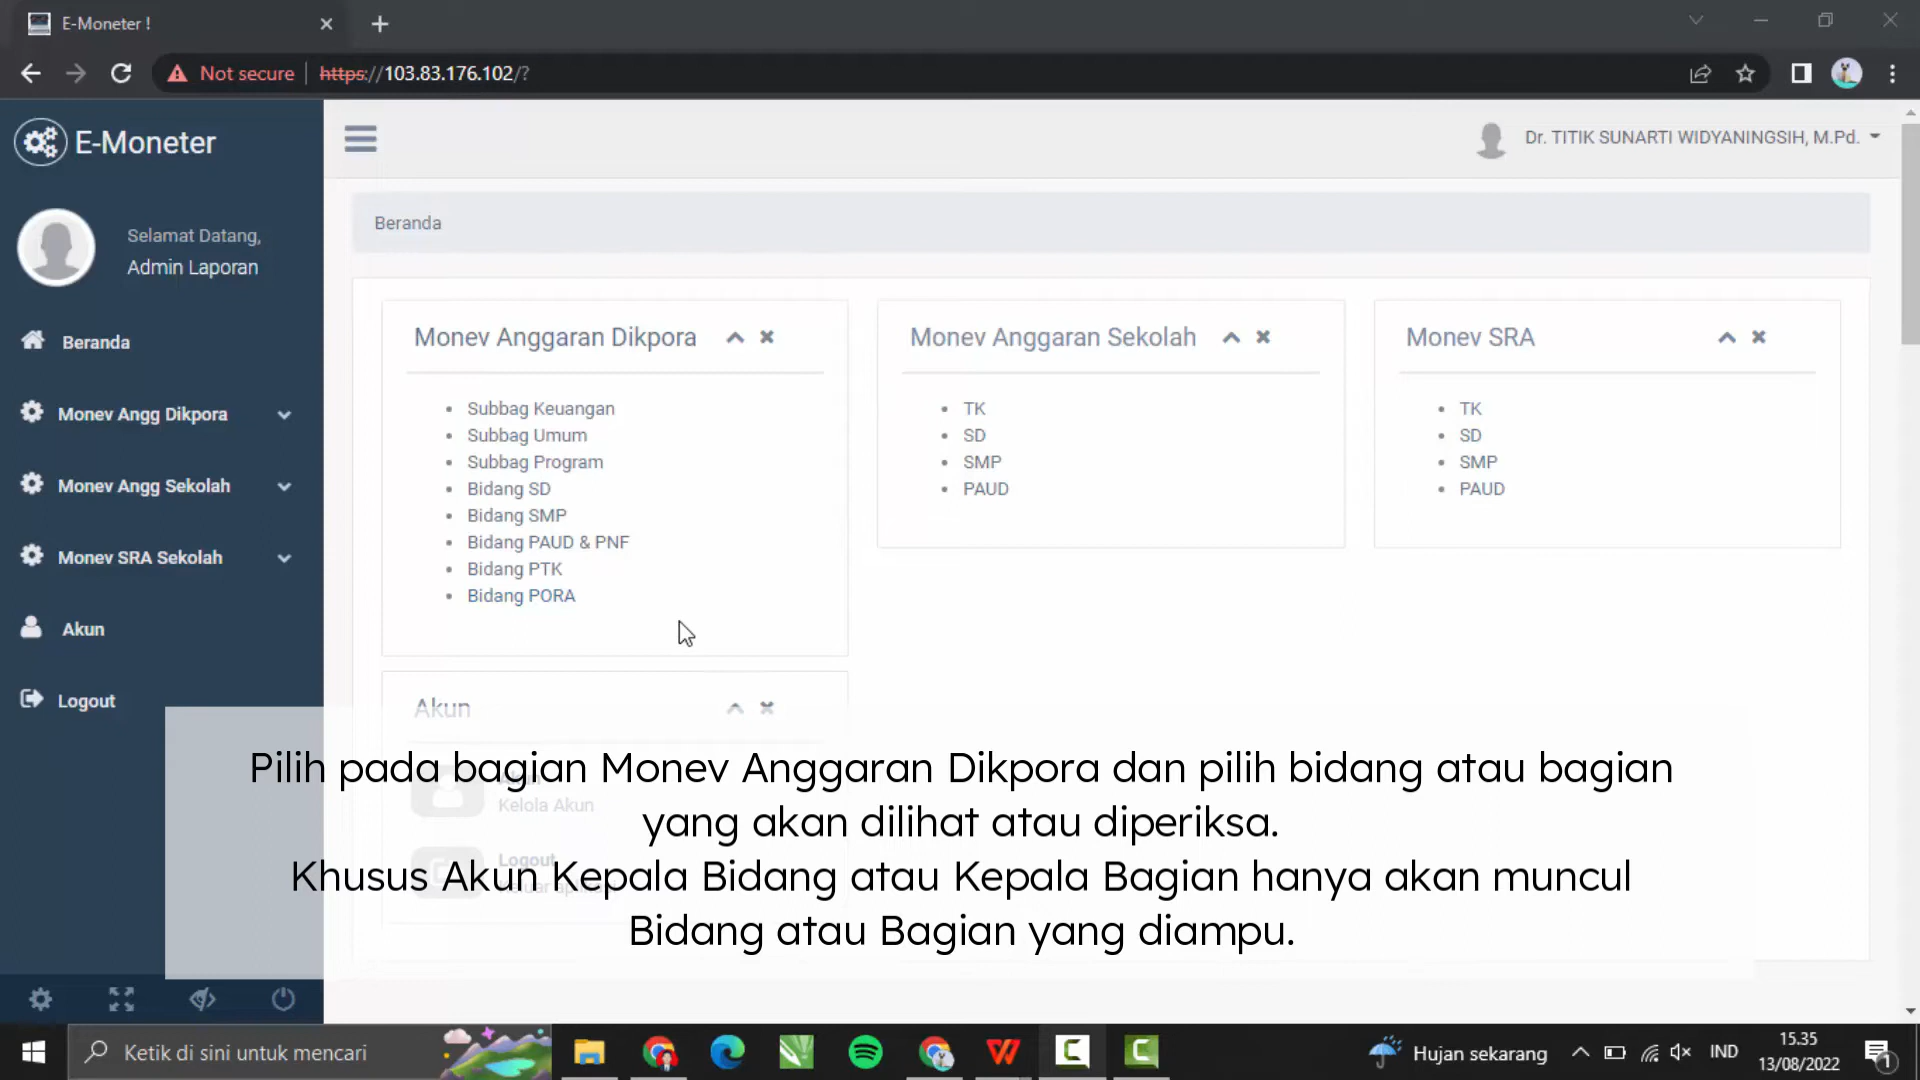 E-Moneter !
Not secure https://103.83.176.102/?
E-Moneter
Dr. TITIK SUNARTI WIDYANINGSIH, M.Pd.
Selamat Datang,
Admin Laporan
Beranda
Monev Angg Dikpora
Monev Angg Sekolah
Monev SRA Sekolah
Akun
Logout
Beranda
Monev Anggaran Dikpora
Subbag Keuangan
Subbag Umum
Subbag Program
Bidang SD
Bidang SMP
Bidang PAUD & PNF
Bidang PTK
Bidang PORA
Monev Anggaran Sekolah
TK
SD
SMP
PAUD
Monev SRA
TK
SD
SMP
PAUD
Akun
Kelola Akun
Logout
Pilih pada bagian Monev Anggaran Dikpora dan pilih bidang atau bagian
yang akan dilihat atau diperiksa.
Khusus Akun Kepala Bidang atau Kepala Bagian hanya akan muncul
Bidang atau Bagian yang diampu.
Ketik di sini untuk mencari
Hujan sekarang
IND
15.35
13/08/2022
1